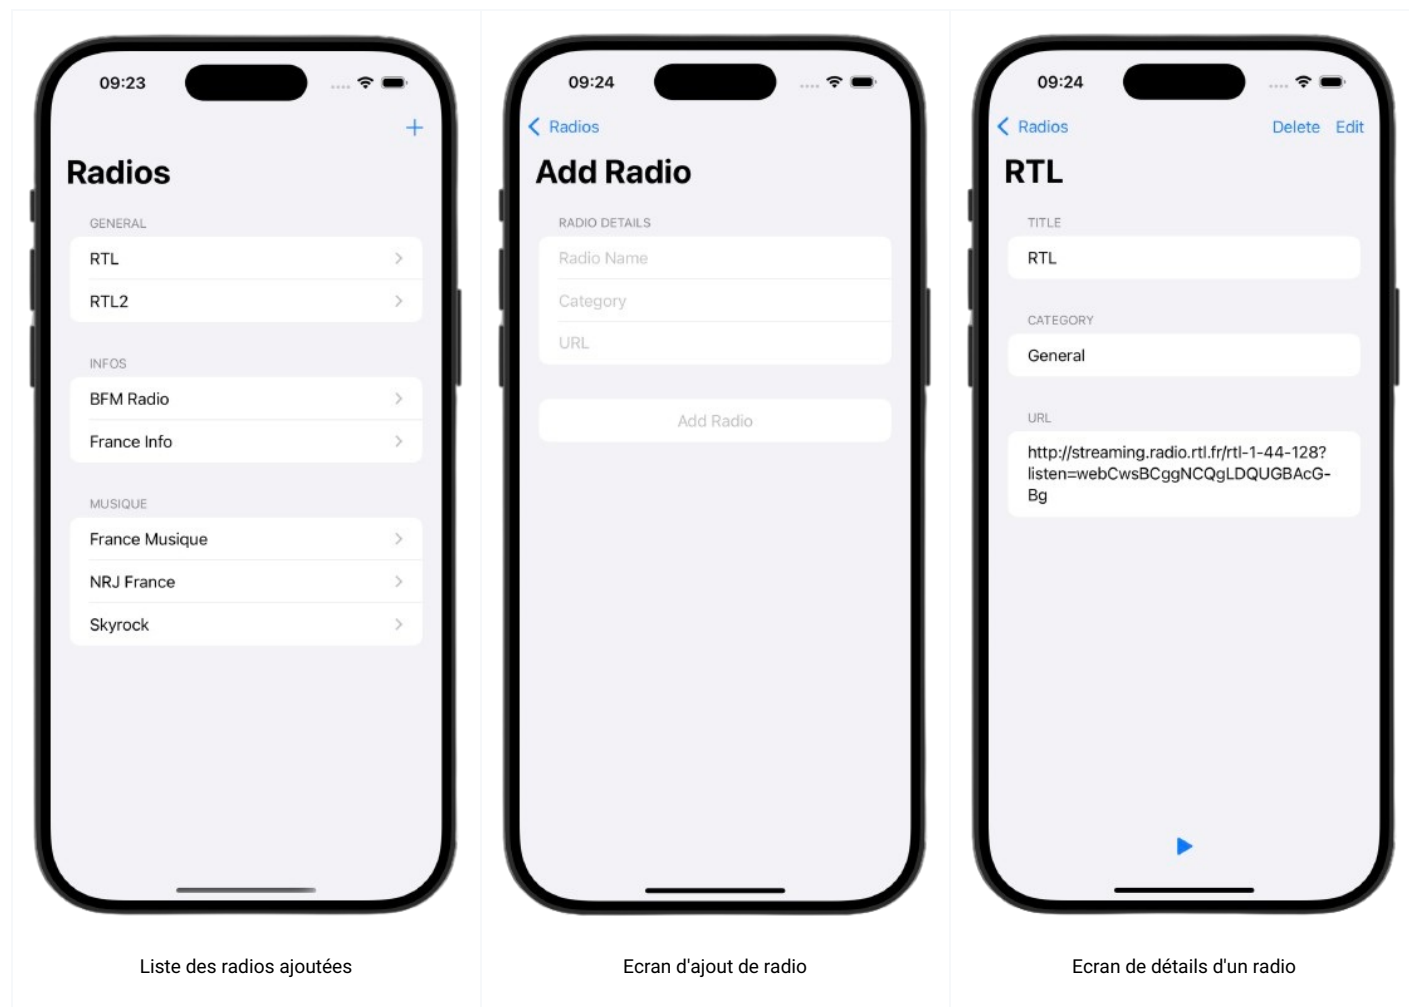 09:23
Radios
GENERAL
RTL
RTL2
INFOS
BFM Radio
France Info
MUSIQUE
France Musique
NRJ France
Skyrock
Liste des radios ajoutées
09:24
Radios
Add Radio
RADIO DETAILS
Radio Name
Category
URL
Add Radio
Ecran d'ajout de radio
09:24
Radios
Delete Edit
RTL
TITLE
RTL
CATEGORY
General
URL
http://streaming.radio.rtl.fr/rtl-1-44-128?
listen=webCwsBCggNCQgLDQUGBAcG-
Bg
Ecran de détails d'un radio